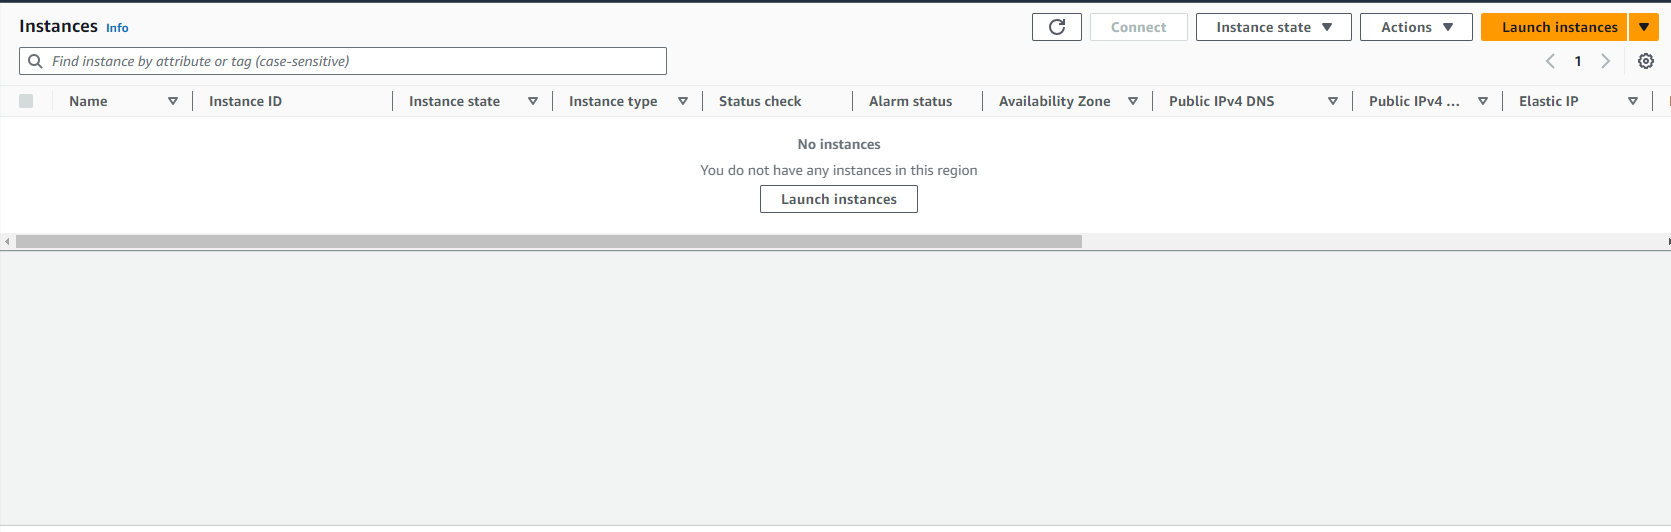 Instances Info
Connect
Instance state
Actions
Launch instances
Find instance by attribute or tag (case-sensitive)
1
Name Instance ID Instance state Instance type Status check Alarm status Availability Zone Public IPv4 DNS Public IPv4 ... Elastic IP
No instances
You do not have any instances in this region
Launch instances